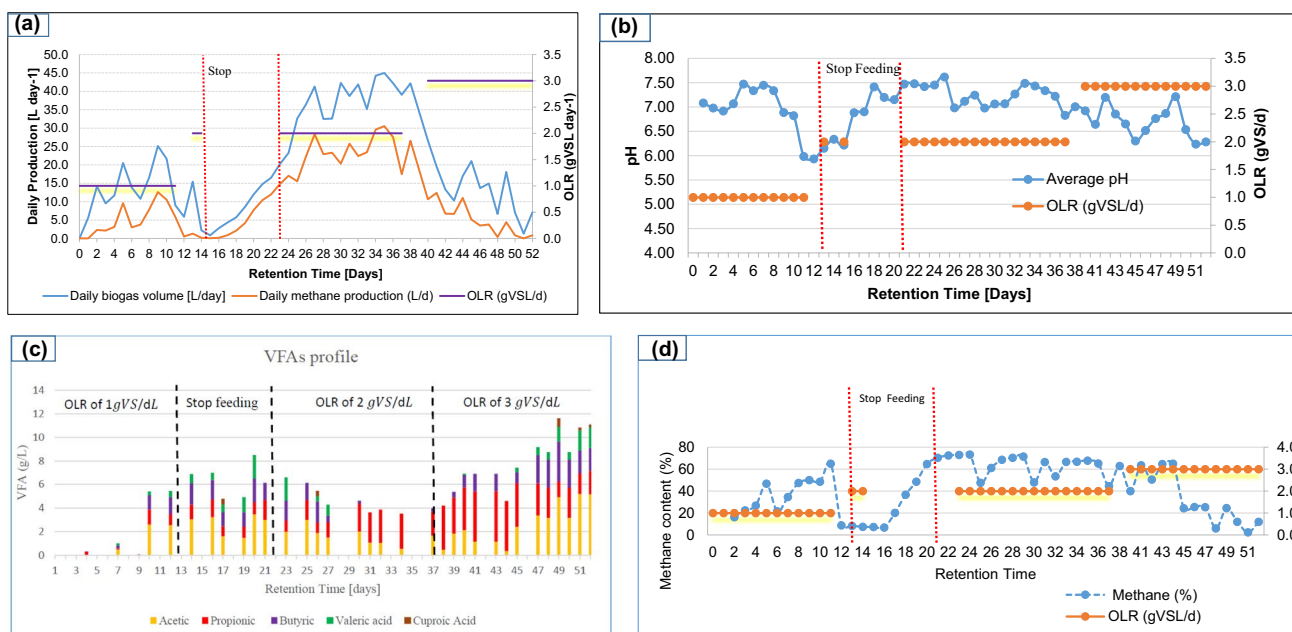 (a)
Daily Production [L day-1]
50.0
45.0
40.0
35.0
30.0
25.0
20.0
15.0
10.0
5.0
0.0
Stop
3.5
3.0
2.5
2.0
1.5
1.0
0.5
0.0
OLR (gVSL day-1)
0 2 4 6 8 10 12 14 16 18 20 22 24 26 28 30 32 34 36 38 40 42 44 46 48 50 52
Retention Time [Days]
Daily biogas volume [L/day]
Daily methane production (L/d)
OLR (gVSL/d)
(b)
pH
8.00
7.50
7.00
6.50
6.00
5.50
5.00
4.50
4.00
Stop Feeding
Average pH
OLR (gVSL/d)
3.5
3.0
2.5
2.0
1.5
1.0
0.5
0.0
OLR (gVS/d)
0 2 4 6 8 10 12 14 16 18 20 22 24 26 28 30 32 34 36 38 41 43 45 47 49 51
Retention Time [Days]
(c)
VFAs profile
VFA (g/L)
14
12
10
8
6
4
2
0
OLR of 1gVS/dL
Stop feeding
OLR of 2 gVS/dL
OLR of 3 gVS/dL
1 3 5 7 9 11 13 15 17 19 21 23 25 27 29 31 33 35 37 39 41 43 45 47 49 51
Retention Time [days]
Acetic
Propionic
Butyric
Valeric acid
Cuproic Acid
(d)
Methane content (%)
80
60
40
20
0
Stop Feeding
4.0
3.0
2.0
1.0
0.0
0 2 4 6 8 10 12 14 16 18 20 21 23 25 27 29 31 33 35 37 39 41 43 45 47 49 51
Retention Time
Methane (%)
OLR (gVSL/d)